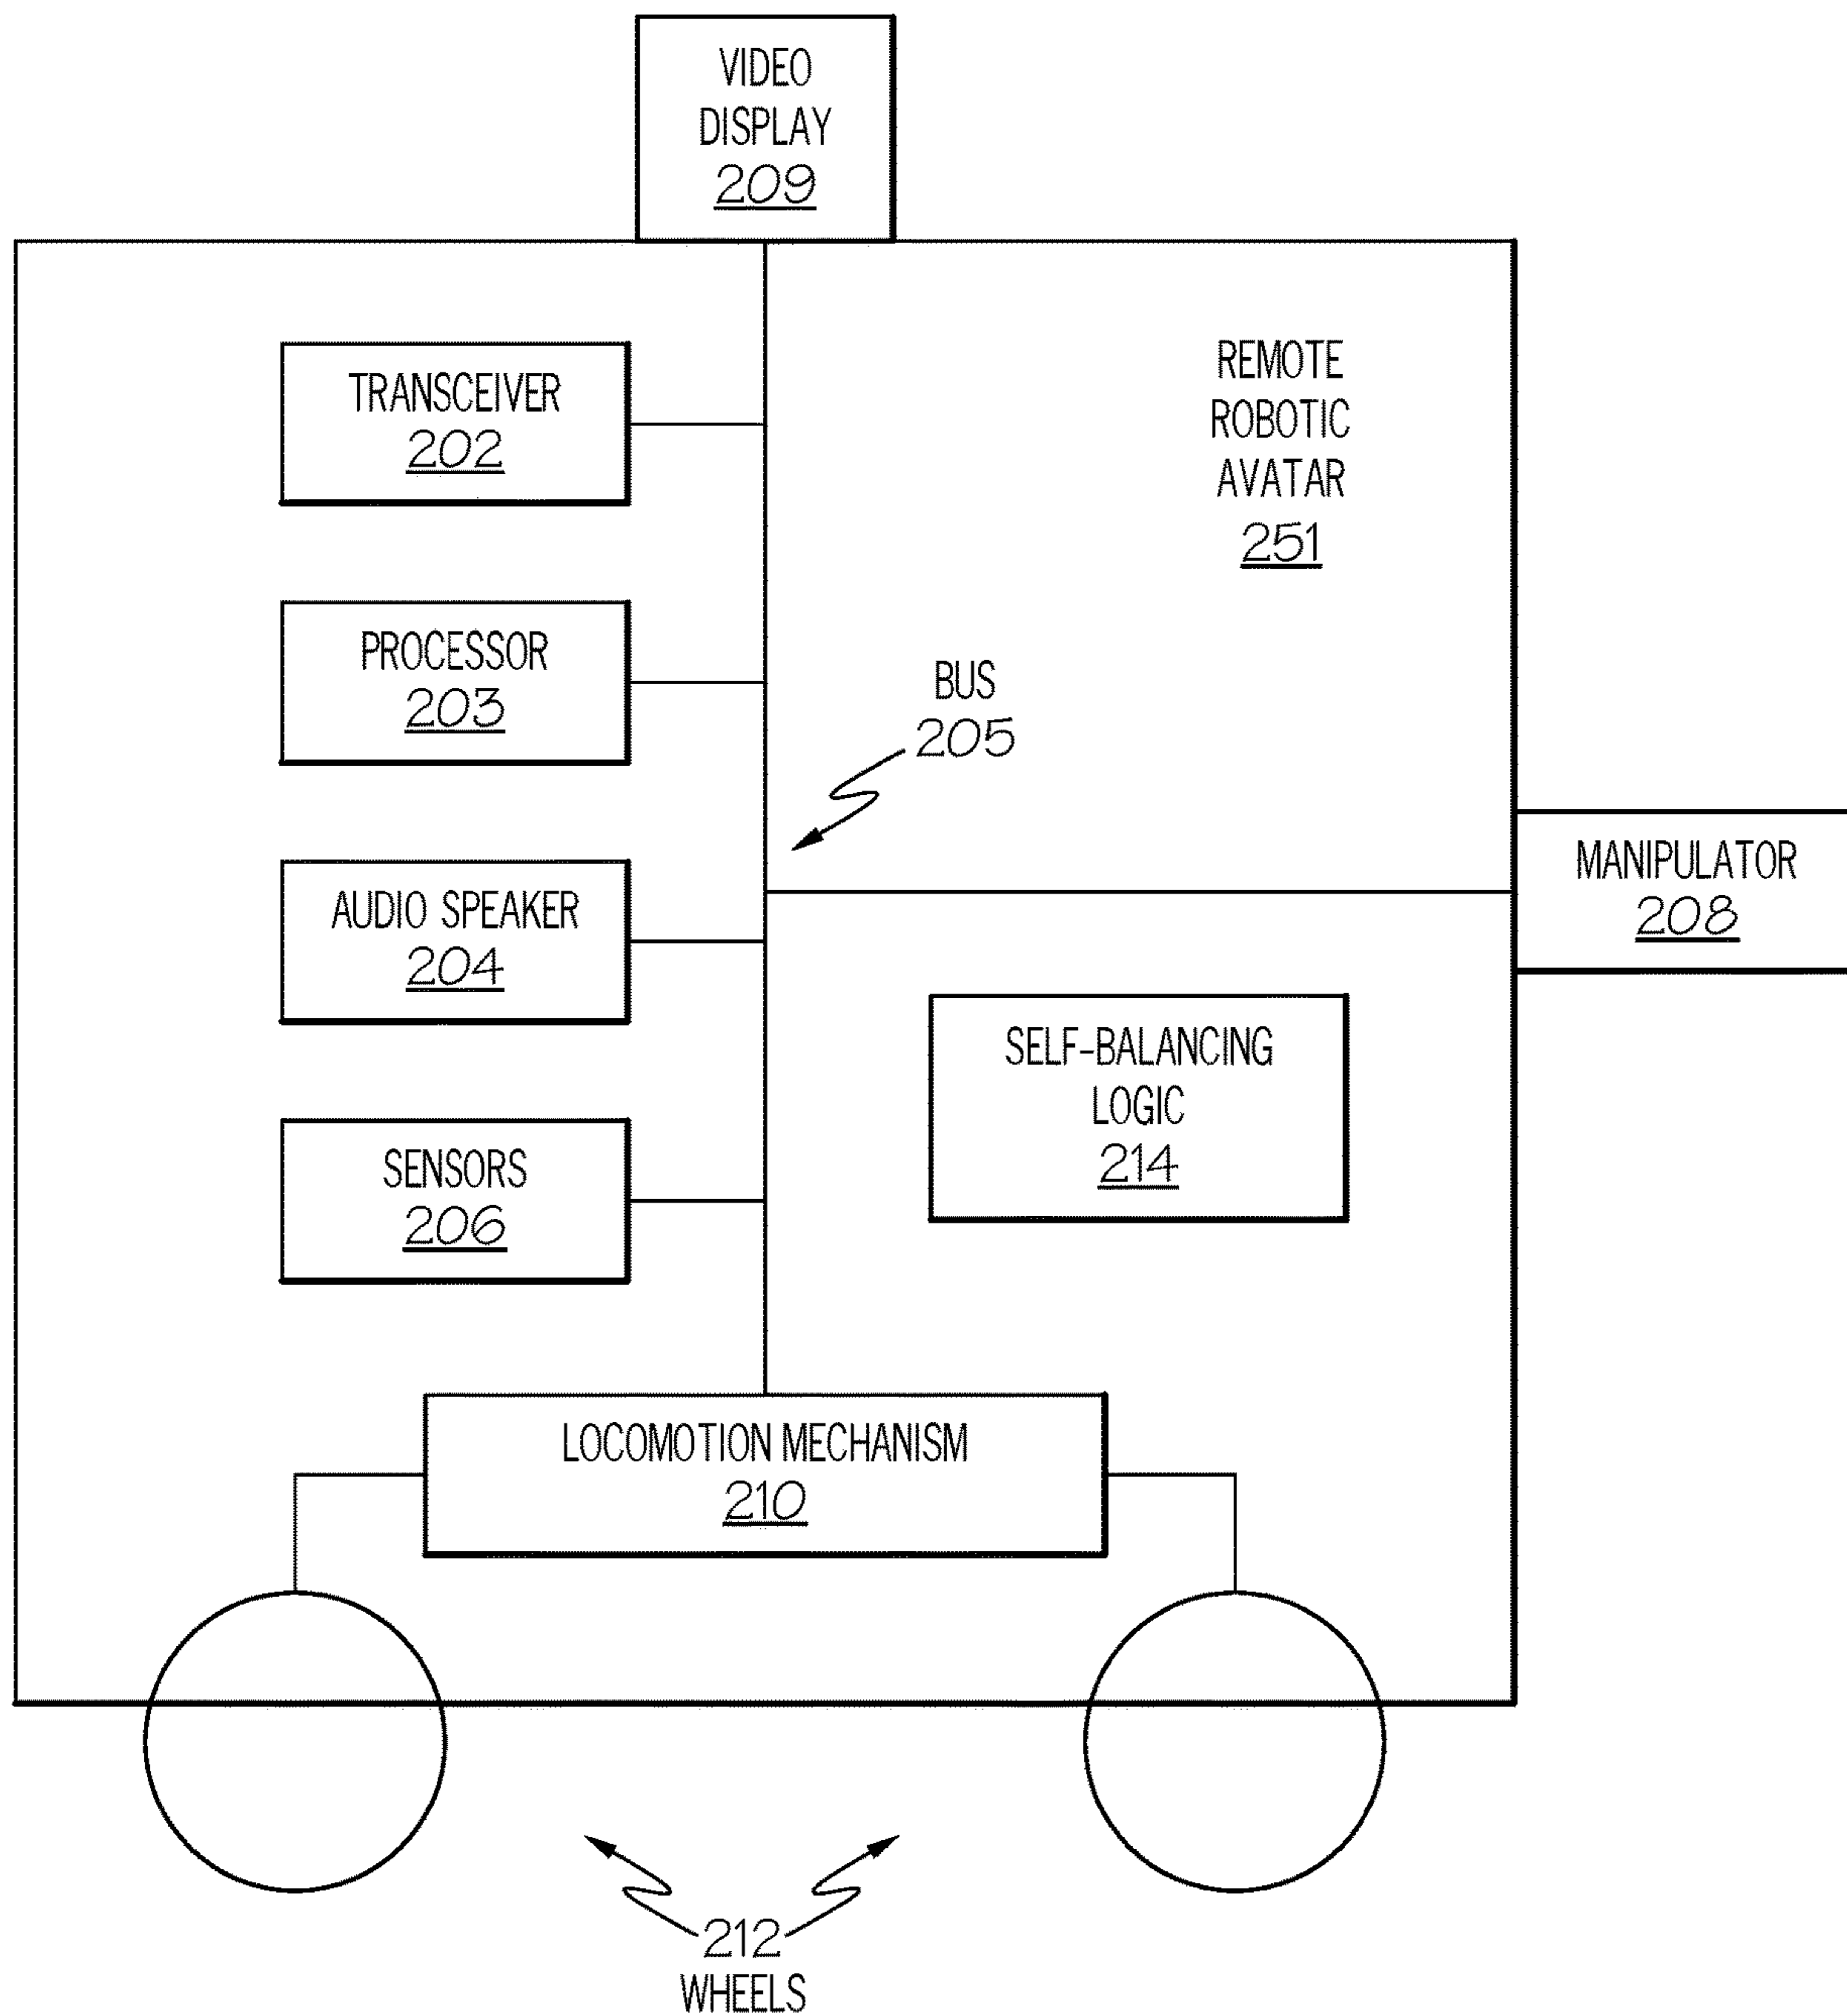 VIDEO
DISPLAY
209
TRANSCEIVER
202
REMOTE
ROBOTIC
AVATAR
251
PROCESSOR
203
BUS
205
AUDIO SPEAKER
204
MANIPULATOR
208
SELF-BALANCING
LOGIC
214
SENSORS
206
LOCOMOTION MECHANISM
210
212
WHEELS